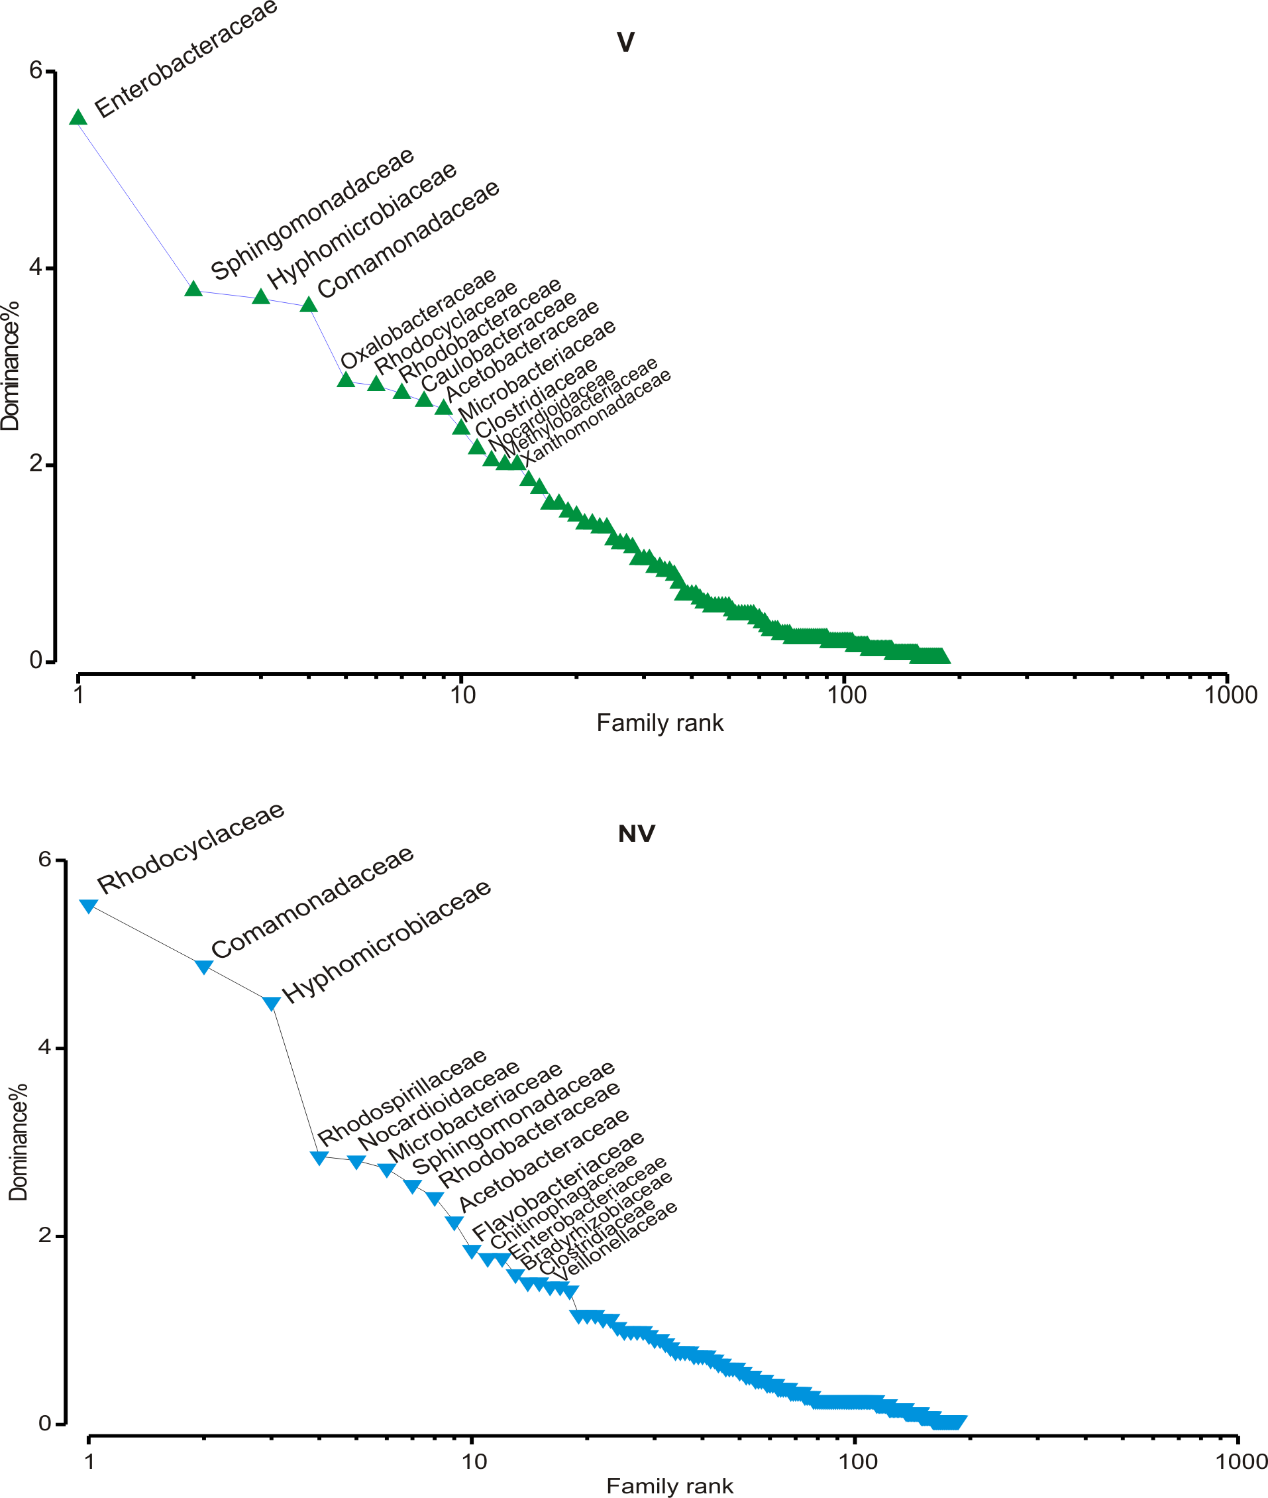 V
6
4
2
0
Dominance%
Enterobacteraceae
Sphingomonadaceae
Hyphomicrobiaceae
Comamonadaceae
Oxalobacteraceae
Rhodocyclaceae
Rhodobacteraceae
Caulobacteraceae
Acetobacteraceae
Microbacteriaceae
Clostridiaceae
Nocardioidaceae
Methylobacteriaceae
Xanthomonadaceae
1 10 100 1000
Family rank
NV
6
4
2
0
Dominance%
Rhodocyclaceae
Comamonadaceae
Hyphomicrobiaceae
Rhodospirillaceae
Nocardioidaceae
Microbacteriaceae
Sphingomonadaceae
Rhodobacteraceae
Acetobacteraceae
Flavobacteriaceae
Chitinophagaceae
Enterobacteriaceae
Bradyrhizobiaceae
Clostridiaceae
Veillonellaceae
1 10 100 1000
Family rank